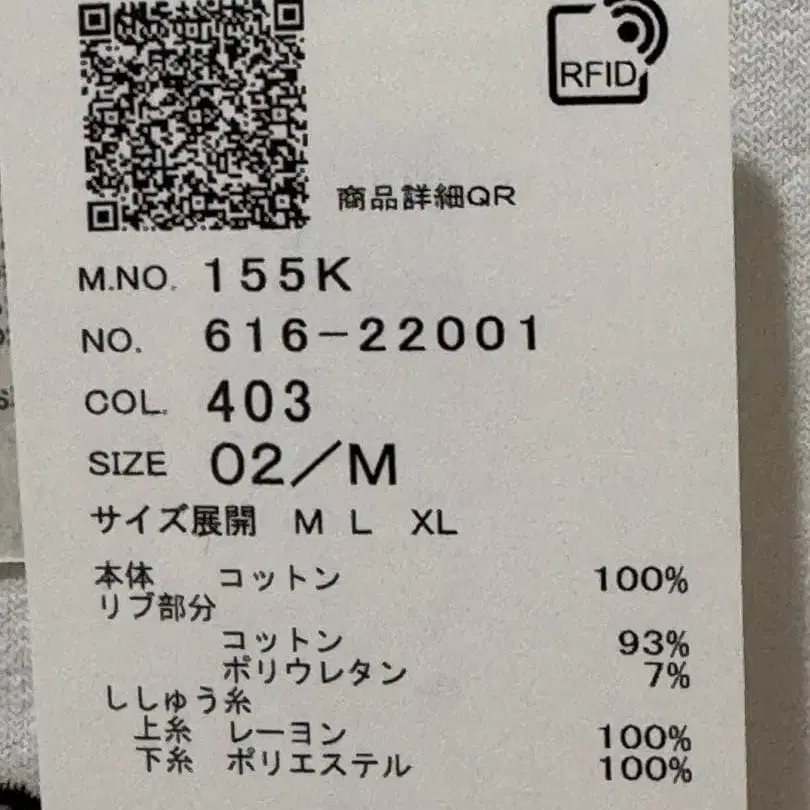 RFID
商品詳細QR
M.NO. 155K
NO. 616-22001
COL. 403
SIZE 02/M
サイズ展開 M L XL
本体 コットン 100%
リブ部分
コットン 93%
ポリウレタン 7%
ししゅう糸
上糸 レーヨン 100%
下糸 ポリエステル 100%